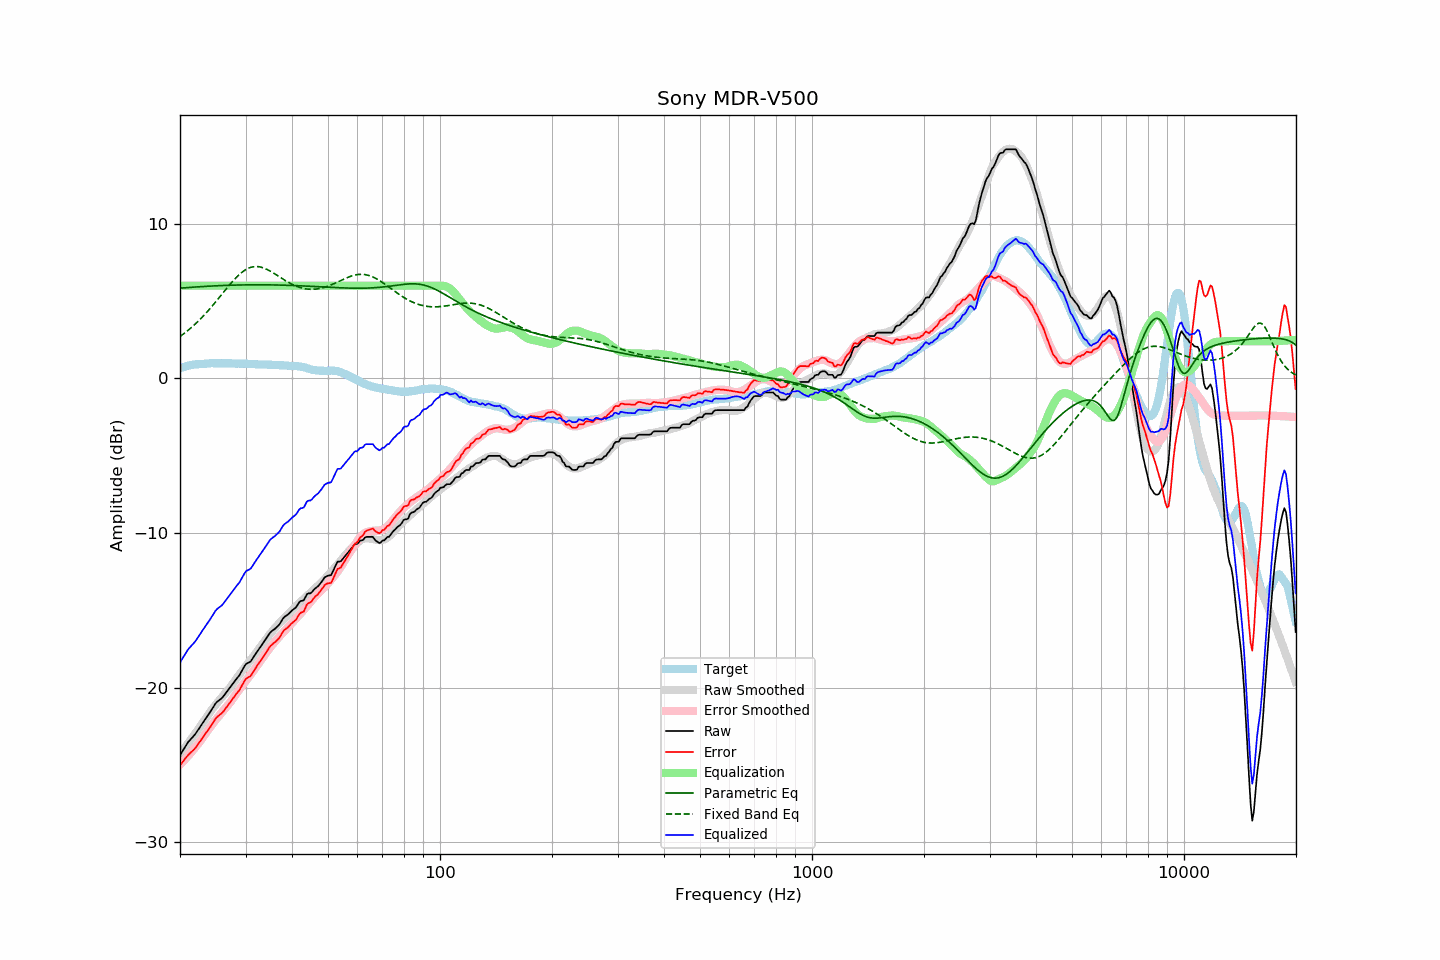 Sony MDR-V500
Amplitude (dBr)
10
0
−10
−20
−30
100
1000
10000
Frequency (Hz)
Target
Raw Smoothed
Error Smoothed
Raw
Error
Equalization
Parametric Eq
Fixed Band Eq
Equalized